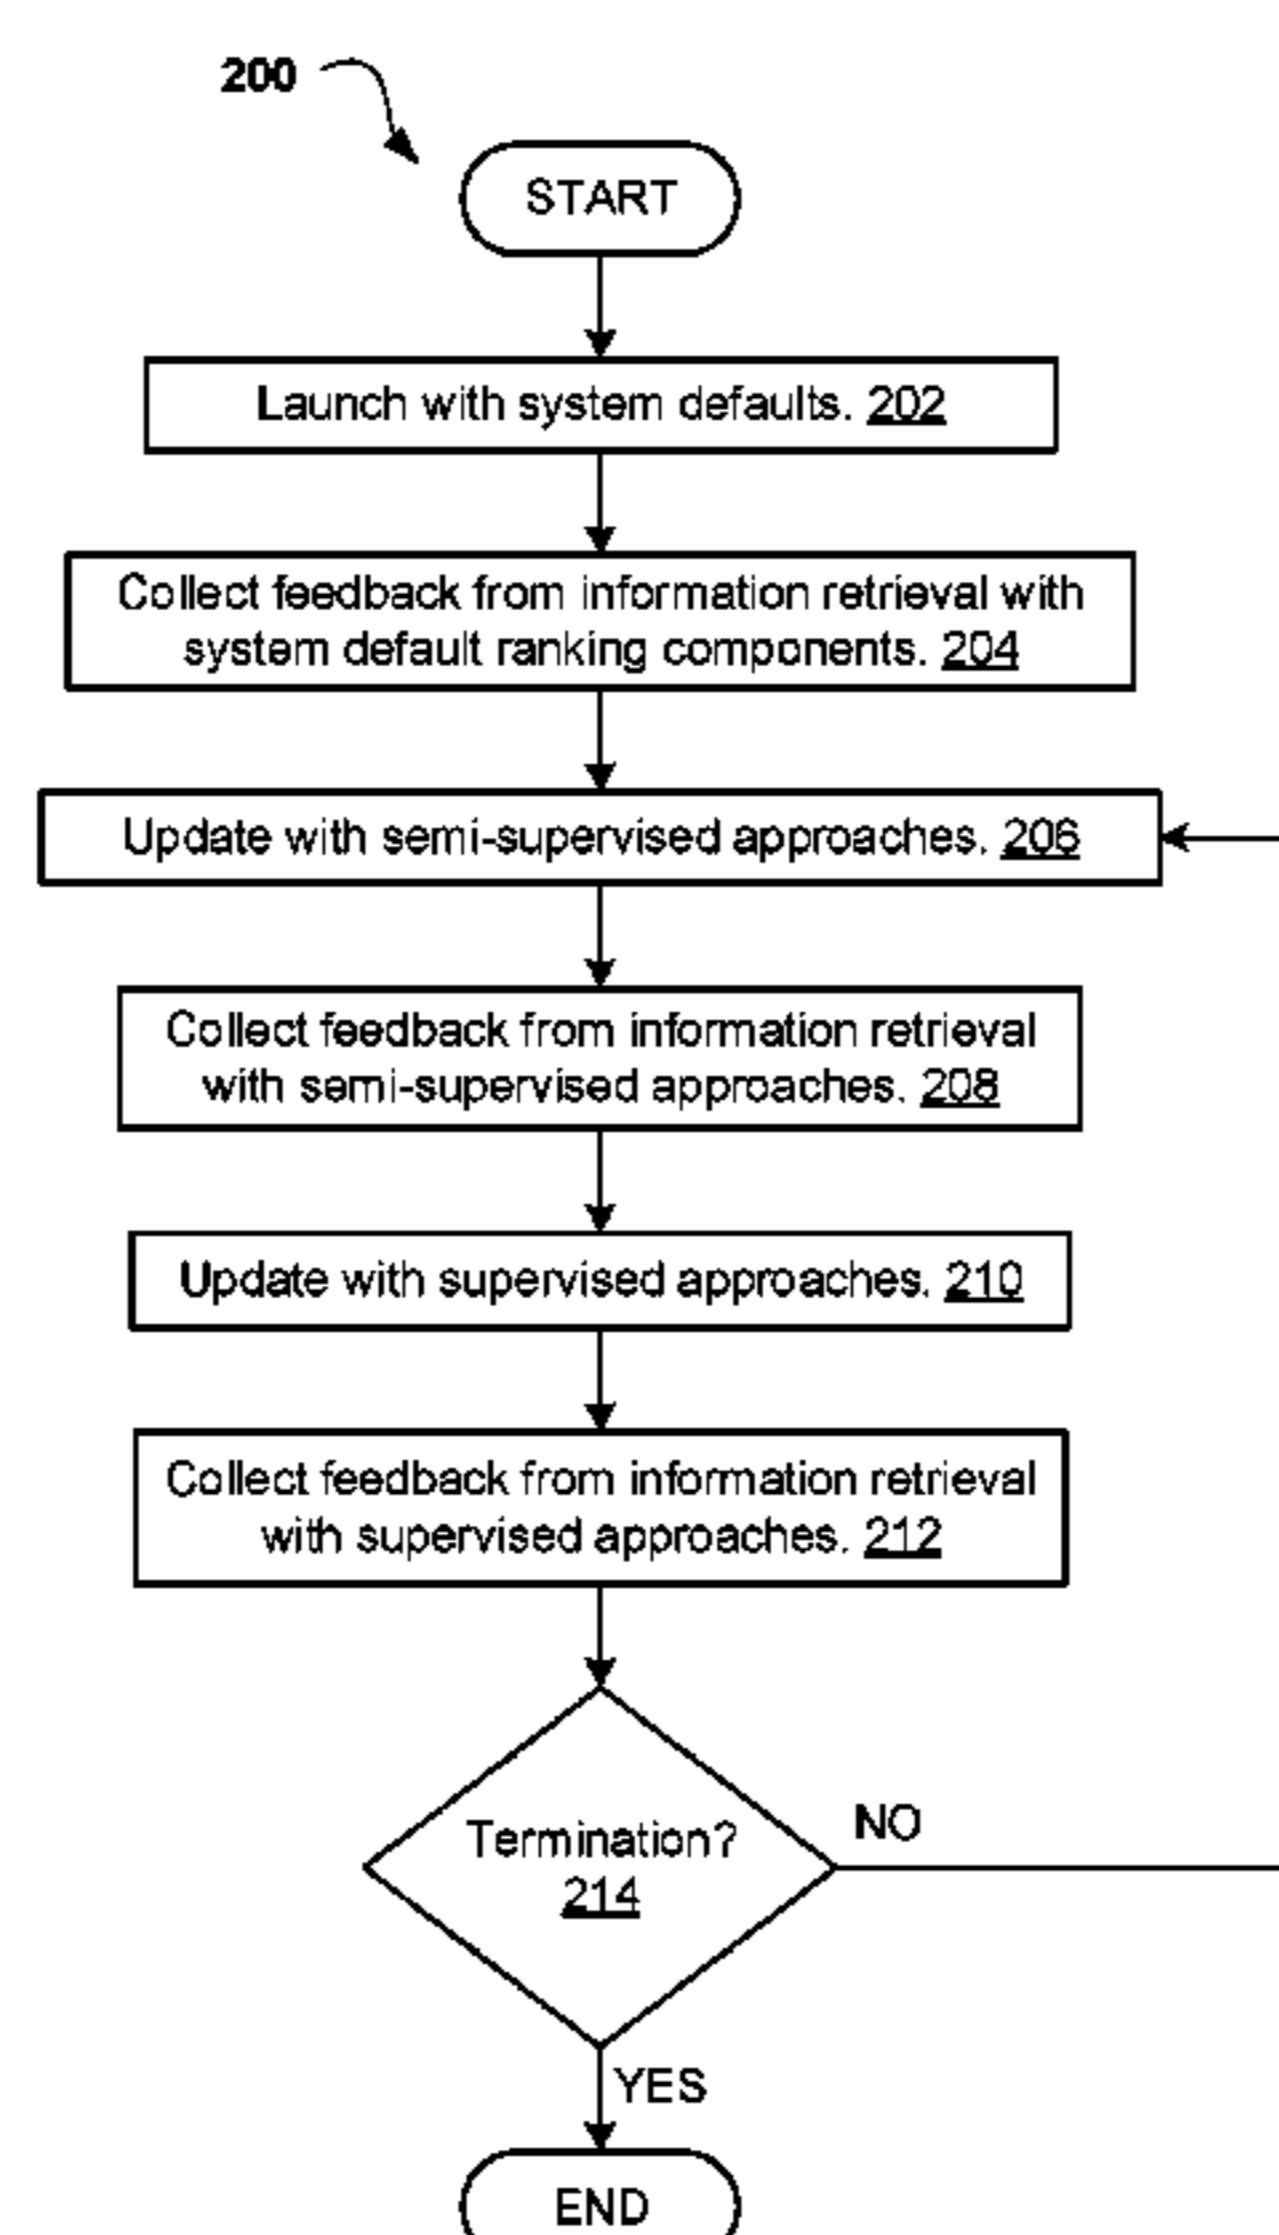 200
START
Launch with system defaults. 202
Collect feedback from information retrieval with
system default ranking components. 204
Update with semi-supervised approaches. 206
Collect feedback from information retrieval
with semi-supervised approaches. 208
Update with supervised approaches. 210
Collect feedback from information retrieval
with supervised approaches. 212
Termination?
214
NO
YES
END